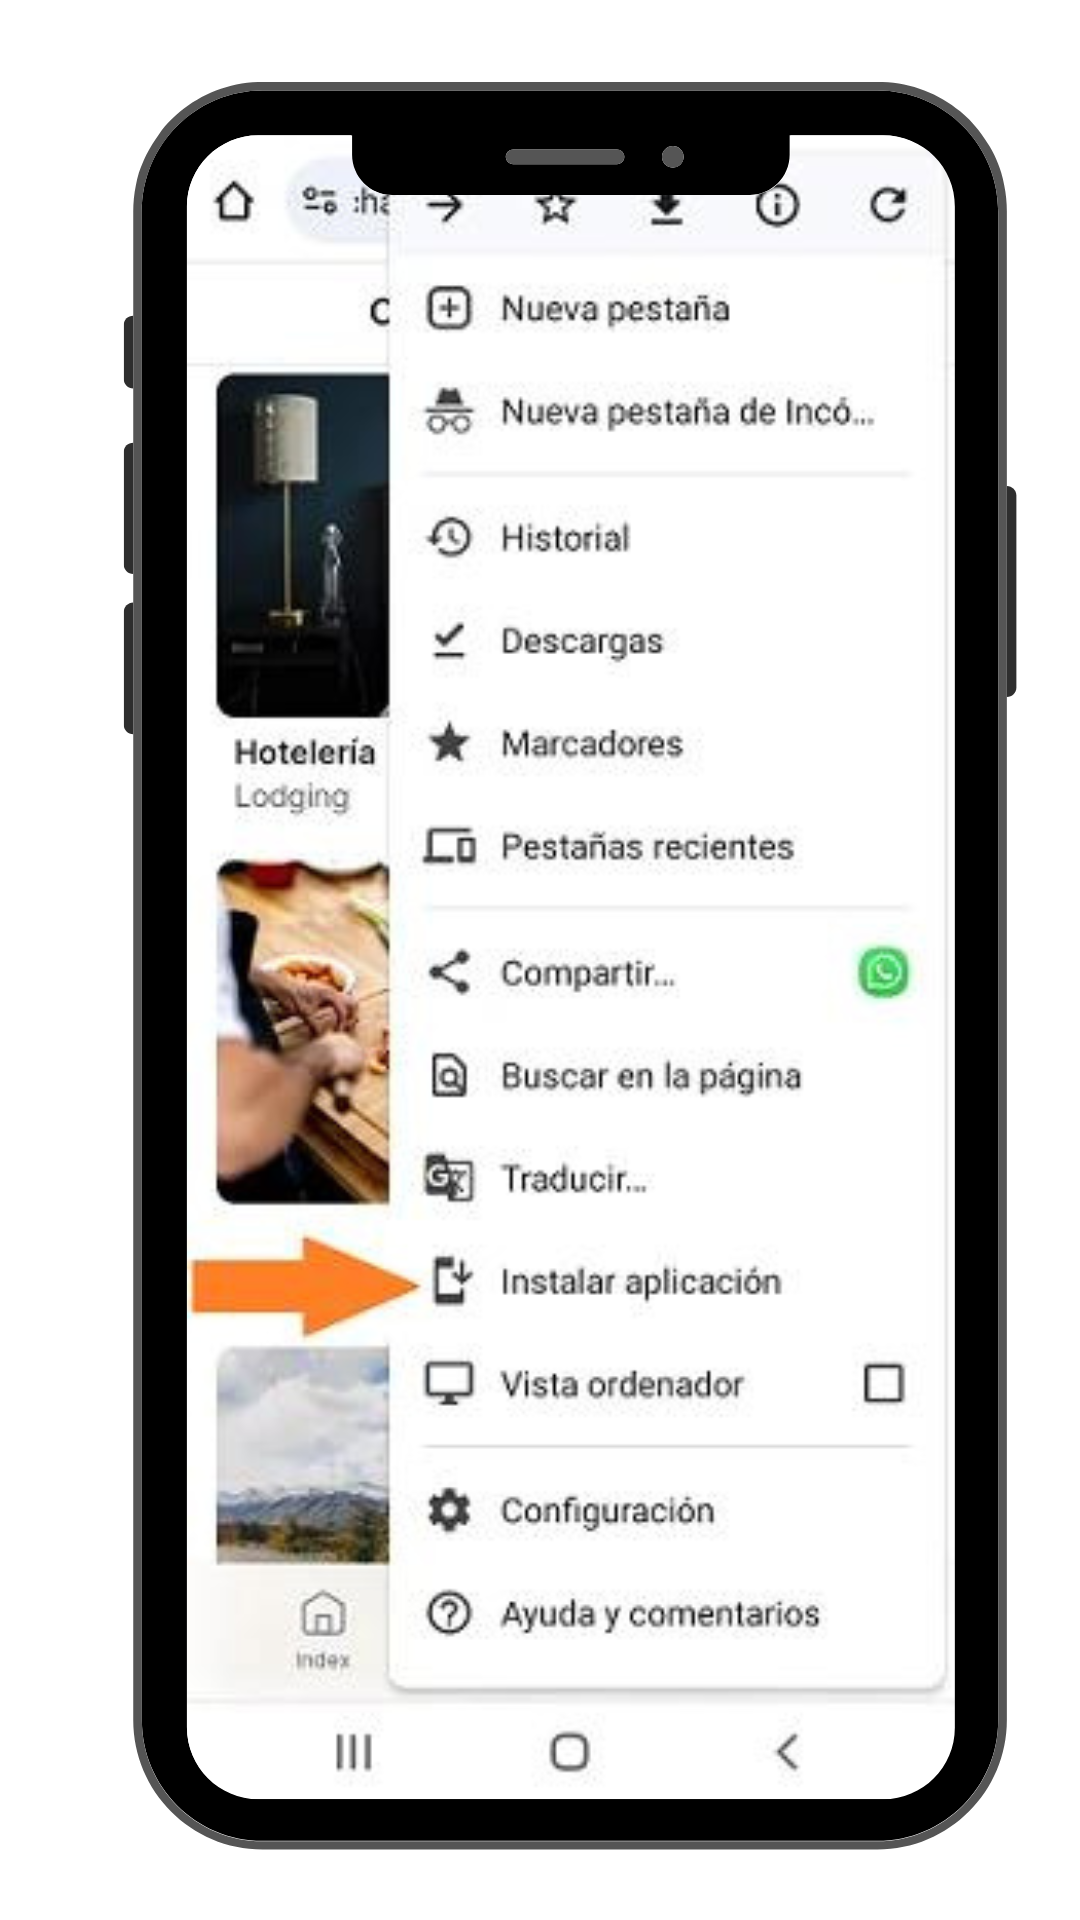 :ha
Nueva pestaña
Nueva pestaña de Incó...
Historial
Descargas
Marcadores
Pestañas recientes
Compartir...
Buscar en la página
Traducir...
Instalar aplicación
Vista ordenador
Configuración
Ayuda y comentarios
Hotelería
Lodging
Index